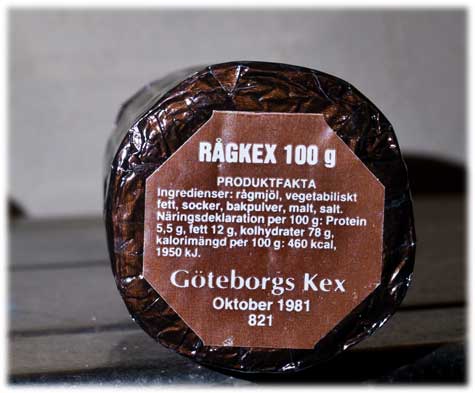 RÅGKEX 100 g
PRODUKTFAKTA
Ingredienser: rågmjöl, vegetabiliskt
fett, socker, bakpulver, malt, salt.
Näringsdeklaration per 100 g: Protein
5,5 g, fett 12 g, kolhydrater 78 g,
kalorimängd per 100 g: 460 kcal,
1950 kJ.
Göteborgs Kex
Oktober 1981
821